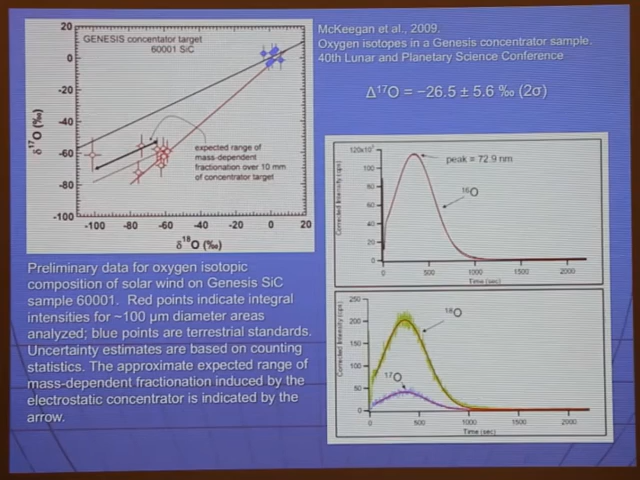 McKeegan et al., 2009.
Oxygen isotopes in a Genesis concentrator sample.
40th Lunar and Planetary Science Conference
Δ¹⁷O = −26.5 ± 5.6 ‰ (2σ)
GENESIS concentator target
60001 SiC
20
0
-20
-40
-60
-80
-100
δ¹⁷O (‰)
expected range of
mass-dependent
fractionation over 10 mm
of concentrator target
-100 -80 -60 -40 -20 0 20
δ¹⁸O (‰)
Preliminary data for oxygen isotopic
composition of solar wind on Genesis SiC
sample 60001. Red points indicate integral
intensities for ~100 µm diameter areas
analyzed; blue points are terrestrial standards.
Uncertainty estimates are based on counting
statistics. The approximate expected range of
mass-dependent fractionation induced by the
electrostatic concentrator is indicated by the
arrow.
120x10³
100
80
60
40
20
0
Corrected Intensity (cps)
peak = 72.9 nm
¹⁶O
0 500 1000 1500 2000
Time (sec)
250
200
150
100
50
0
Corrected Intensity (cps)
¹⁸O
¹⁷O
0 500 1000 1500 2000
Time (sec)